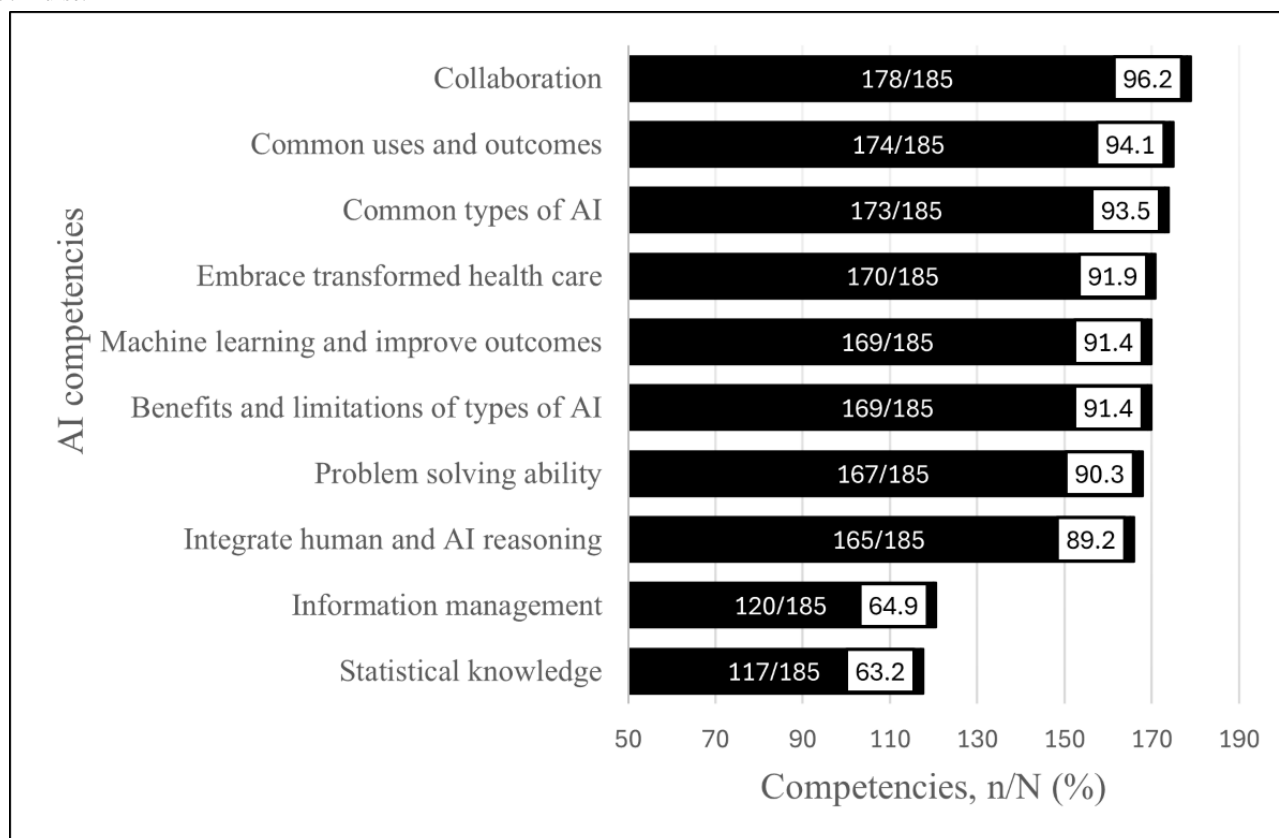 Collaboration 178/185 96.2
Common uses and outcomes 174/185 94.1
Common types of AI 173/185 93.5
Embrace transformed health care 170/185 91.9
Machine learning and improve outcomes 169/185 91.4
Benefits and limitations of types of AI 169/185 91.4
Problem solving ability 167/185 90.3
Integrate human and AI reasoning 165/185 89.2
Information management 120/185 64.9
Statistical knowledge 117/185 63.2
AI competencies
50 70 90 110 130 150 170 190
Competencies, n/N (%)